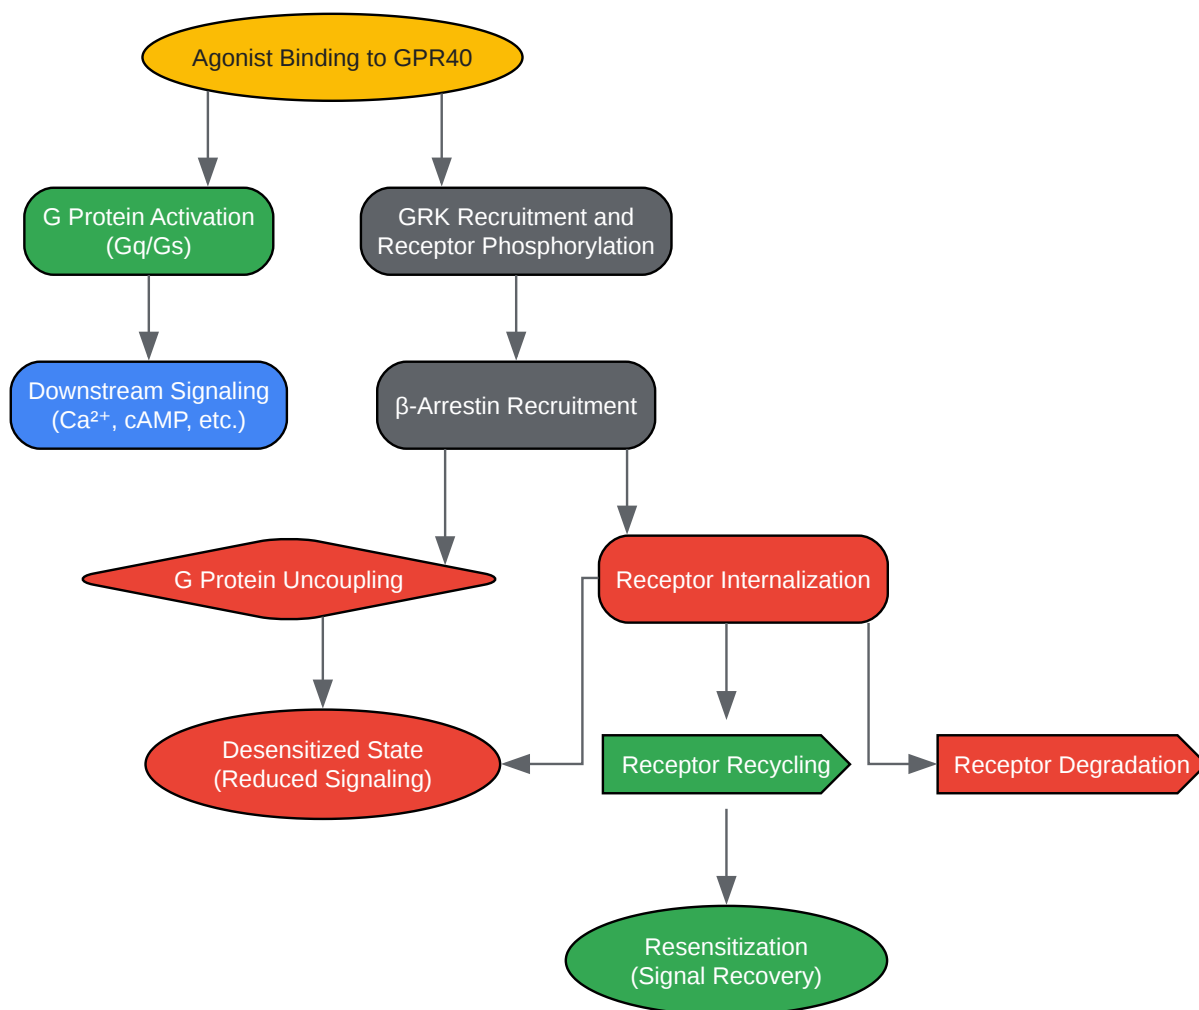 Agonist Binding to GPR40
G Protein Activation
(Gq/Gs)
GRK Recruitment and
Receptor Phosphorylation
Downstream Signaling
(Ca²⁺, cAMP, etc.)
β-Arrestin Recruitment
G Protein Uncoupling
Receptor Internalization
Desensitized State
(Reduced Signaling)
Receptor Recycling
Receptor Degradation
Resensitization
(Signal Recovery)